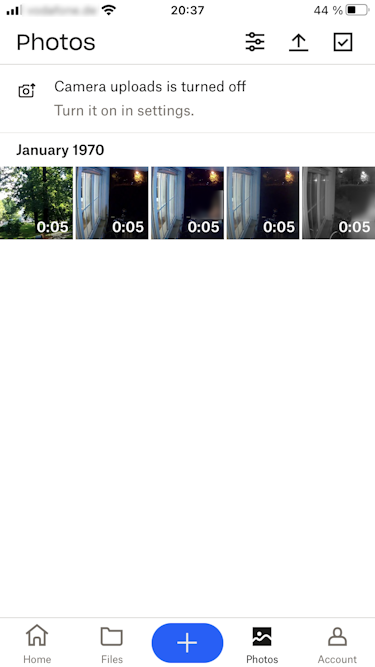 20:37
44 %
Photos
Camera uploads is turned off
Turn it on in settings.
January 1970
0:05 0:05 0:05 0:05 0:05
Home Files Photos Account